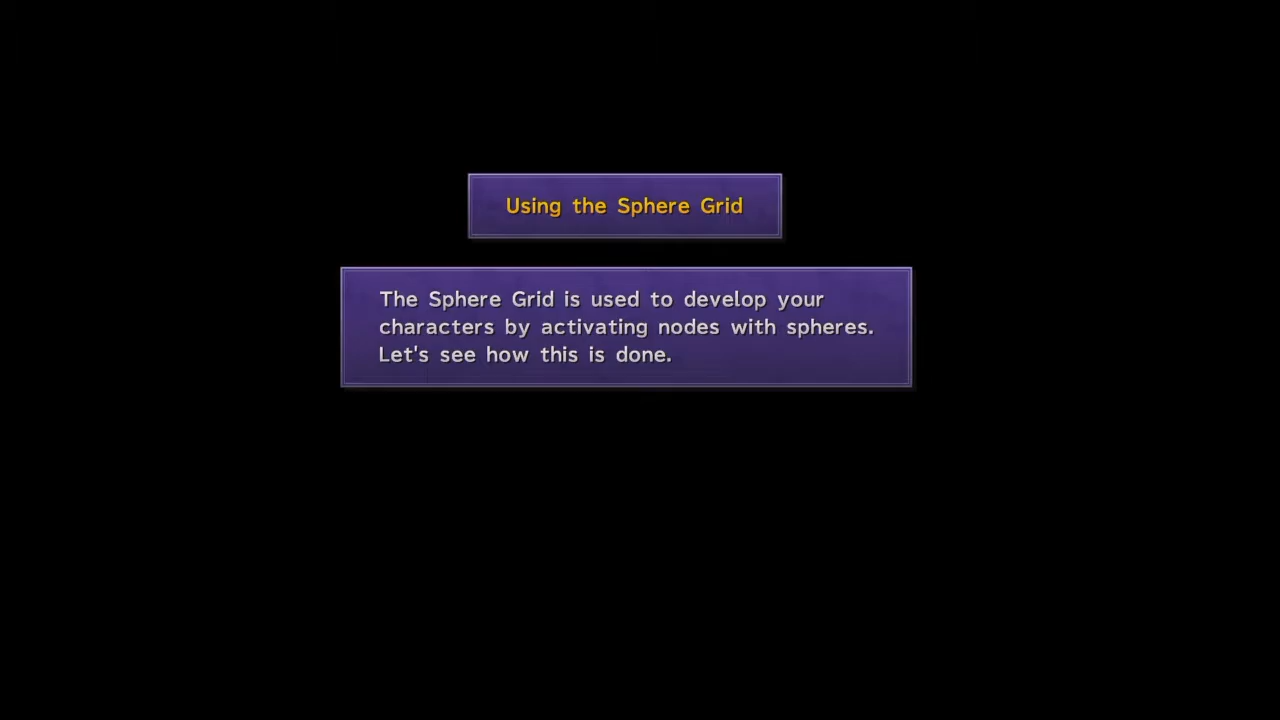 Using the Sphere Grid
The Sphere Grid is used to develop your
characters by activating nodes with spheres.
Let's see how this is done.